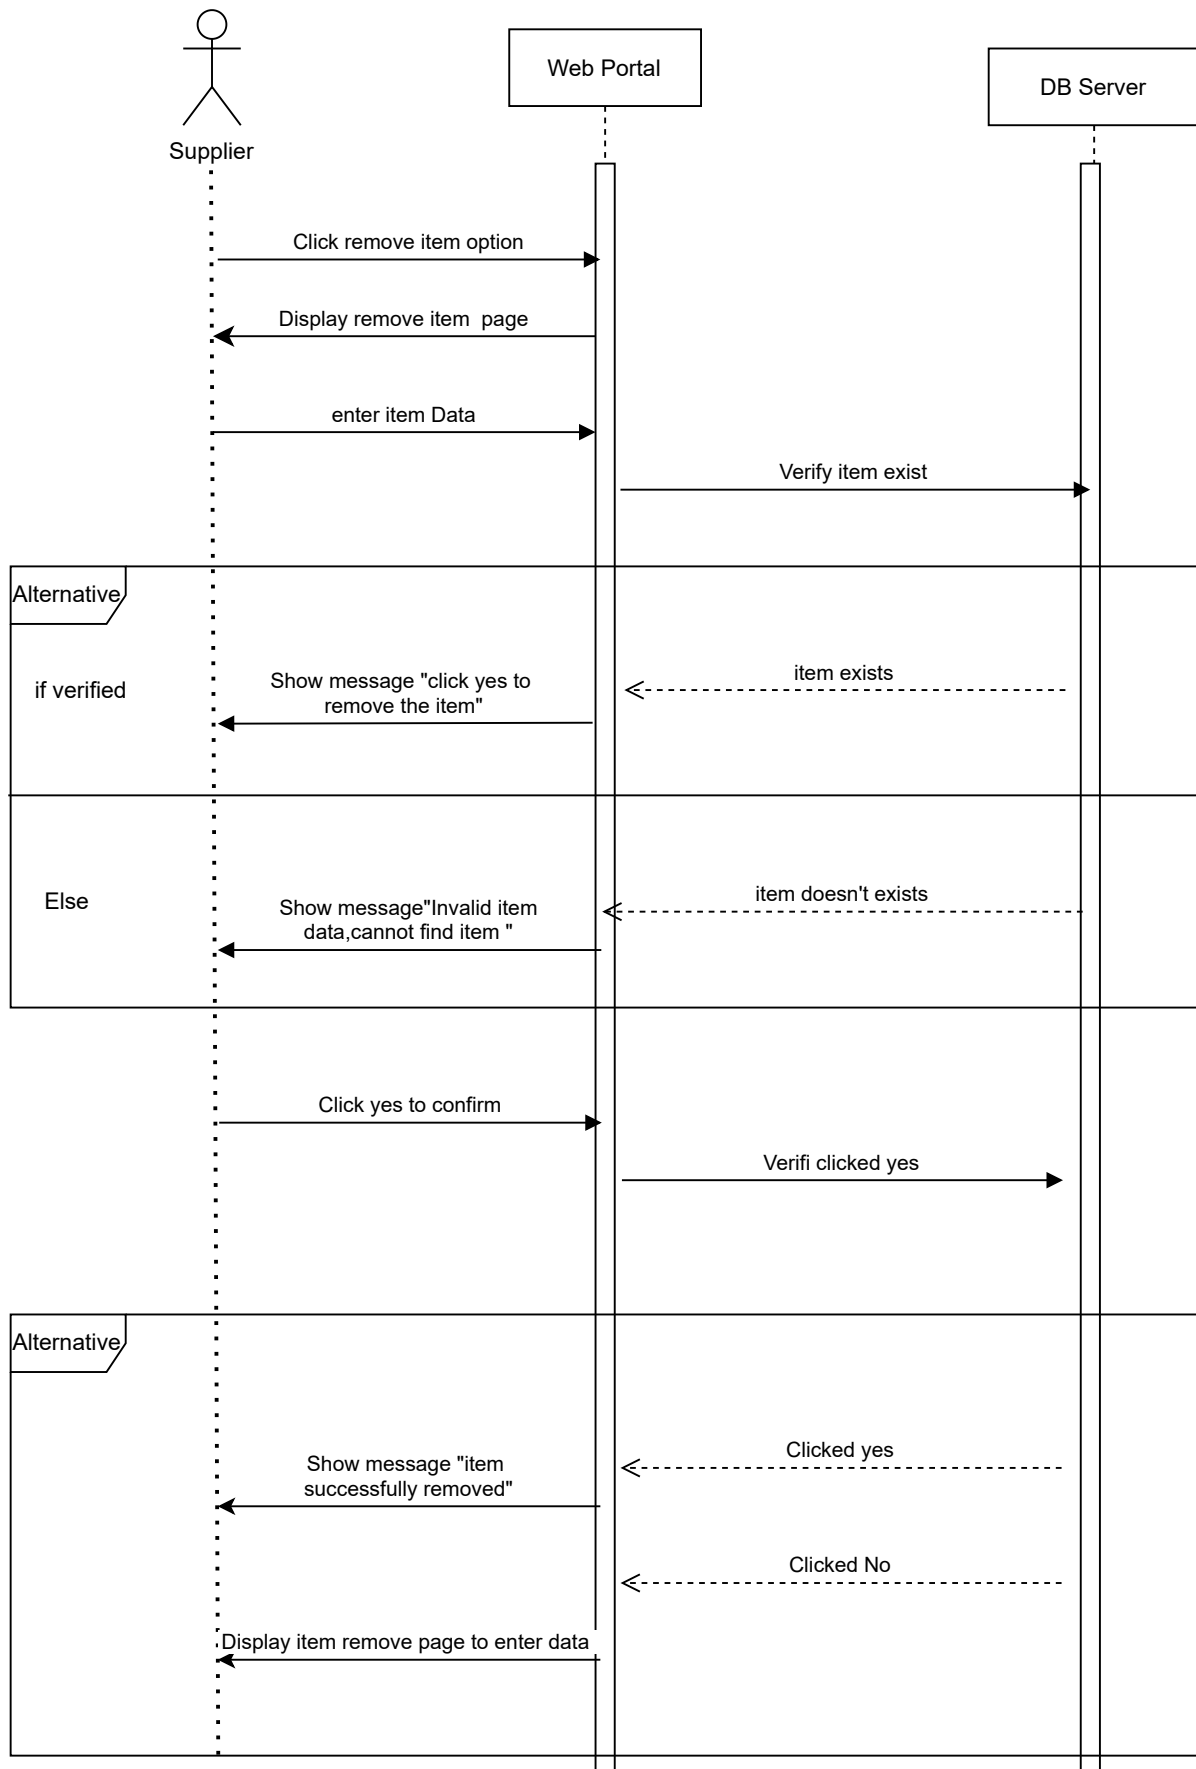 Web Portal
DB Server
Supplier
Click remove item option
Display remove item  page
enter item Data
Verify item exist
Alternative
if verified
Show message "click yes to
remove the item"
item exists
Else
Show message"Invalid item
data,cannot find item "
item doesn't exists
Click yes to confirm
Verifi clicked yes
Alternative
Clicked yes
Show message "item
successfully removed"
Clicked No
Display item remove page to enter data